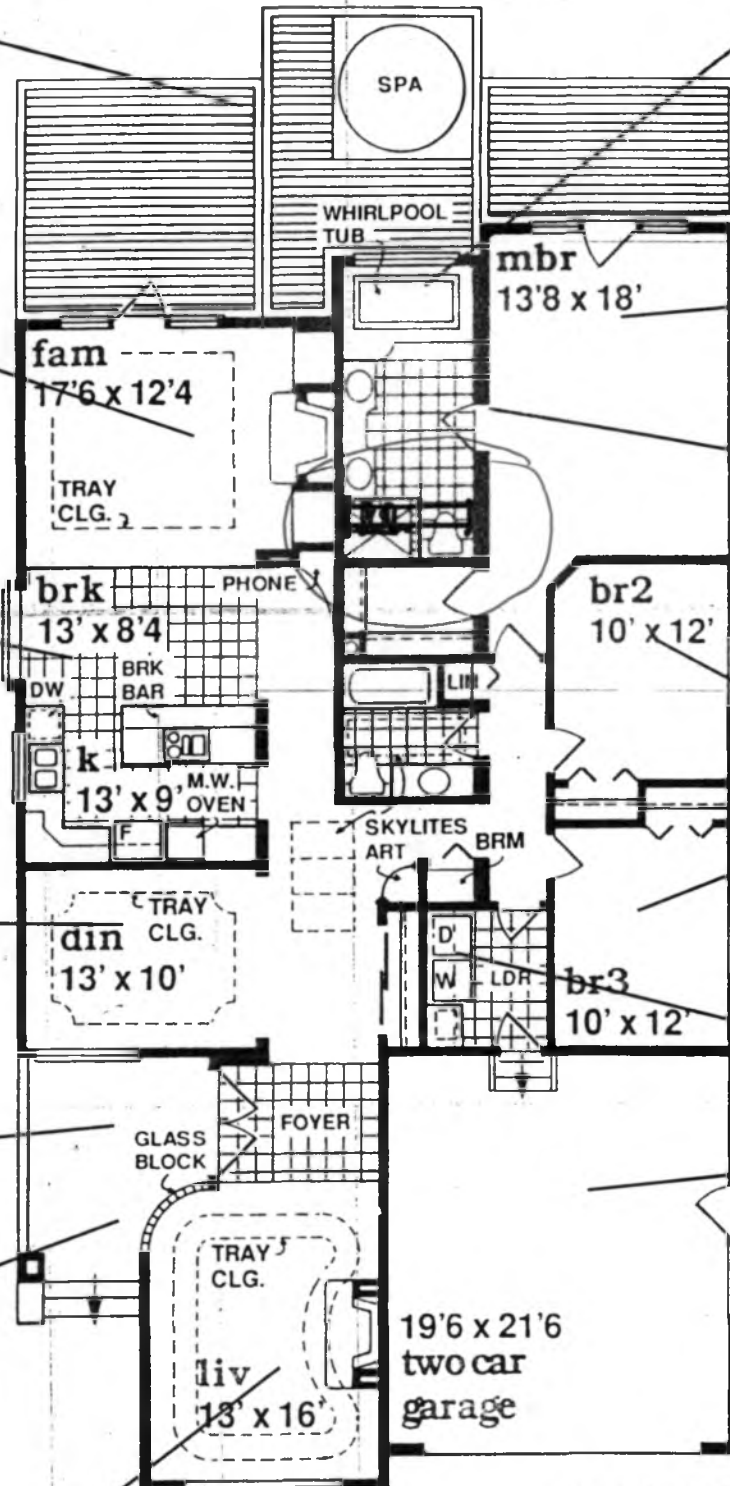 SPA
WHIRLPOOL
TUB
mbr
13'8 x 18'
fam
17'6 x 12'4
TRAY
CLG.
PHONE
brk
13' x 8'4
br2
10' x 12'
BRK
BAR
DW
LIN
k
13' x 9'
M.W.
OVEN
F
SKYLITES
ART
BRM
TRAY
CLG.
din
13' x 10'
D
W
LDR
br3
10' x 12'
FOYER
GLASS
BLOCK
TRAY
CLG.
liv
13' x 16'
19'6 x 21'6
two car
garage